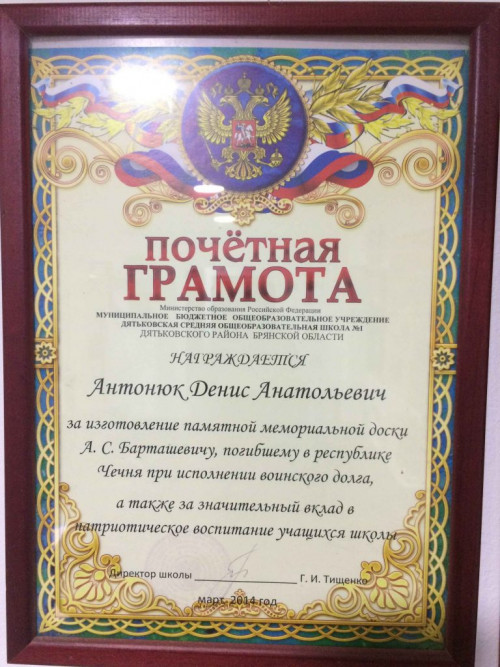 почётная
ГРАМОТА
Министерство образования Российской Федерации
МУНИЦИПАЛЬНОЕ БЮДЖЕТНОЕ ОБЩЕОБРАЗОВАТЕЛЬНОЕ УЧРЕЖДЕНИЕ
ДЯТЬКОВСКАЯ СРЕДНЯЯ ОБЩЕОБРАЗОВАТЕЛЬНАЯ ШКОЛА №1
ДЯТЬКОВСКОГО РАЙОНА БРЯНСКОЙ ОБЛАСТИ
НАГРАЖДАЕТСЯ
Антонюк Денис Анатольевич
за изготовление памятной мемориальной доски
А. С. Барташевичу, погибшему в республике
Чечня при исполнении воинского долга,
а также за значительный вклад в
патриотическое воспитание учащихся школы
Директор школы Г. И. Тищенко
март, 2014 год